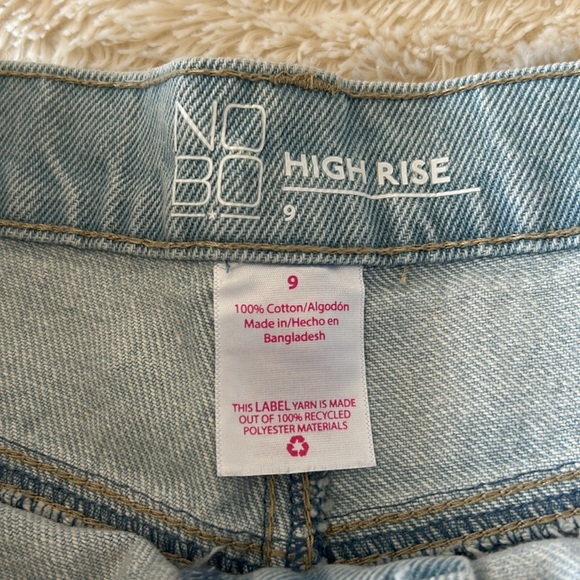 NO
BO
HIGH RISE
9
9
100% Cotton/Algodón
Made in/Hecho en
Bangladesh
THIS LABEL YARN IS MADE
OUT OF 100% RECYCLED
POLYESTER MATERIALS